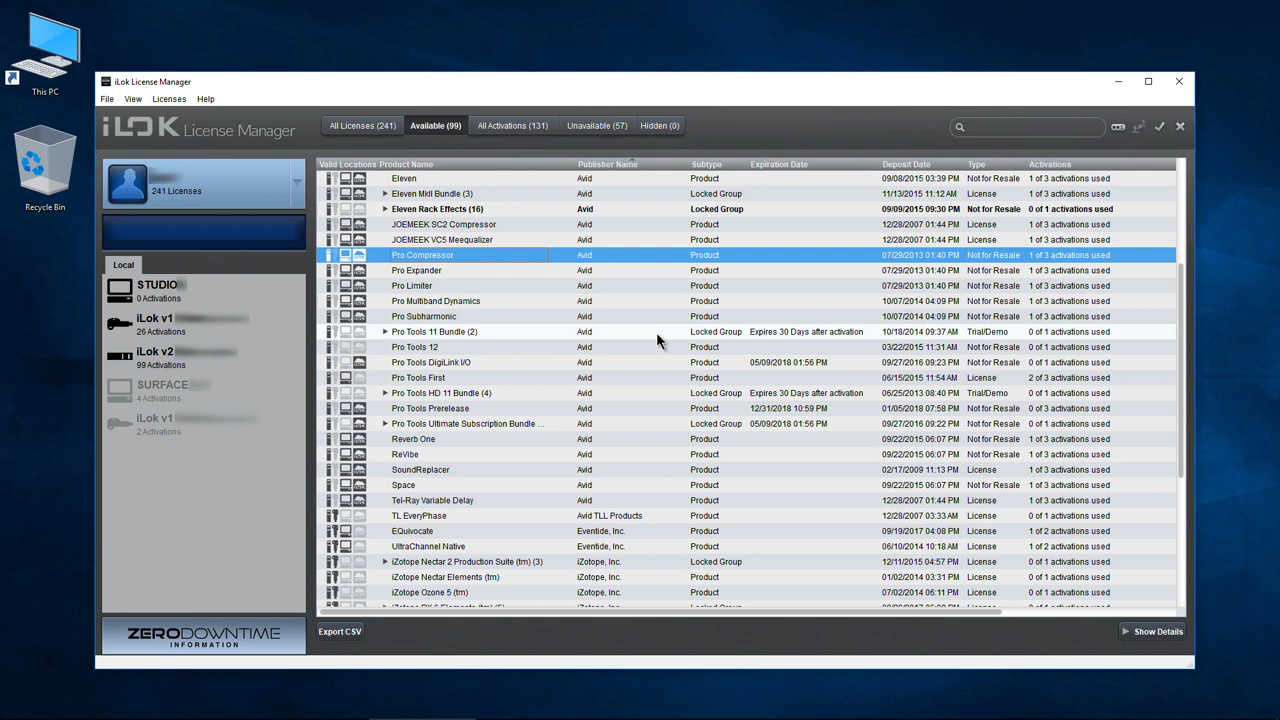 This PC
Recycle Bin
iLok License Manager
File View Licenses Help
iLOK License Manager
All Licenses (241) Available (99) All Activations (131) Unavailable (57) Hidden (0)
241 Licenses
Local
STUDIO
0 Activations
iLok v1
26 Activations
iLok v2
99 Activations
SURFACE
4 Activations
iLok v1
2 Activations
ZERODOWNTIME
INFORMATION
Valid Locations Product Name Publisher Name Subtype Expiration Date Deposit Date Type Activations
Eleven Avid Product 09/08/2015 03:39 PM Not for Resale 1 of 3 activations used
Eleven MkII Bundle (3) Avid Locked Group 11/13/2015 11:12 AM License 1 of 3 activations used
Eleven Rack Effects (16) Avid Locked Group 09/09/2015 09:30 PM Not for Resale 0 of 1 activations used
JOEMEEK SC2 Compressor Avid Product 12/28/2007 01:44 PM License 1 of 3 activations used
JOEMEEK VC5 Meequalizer Avid Product 12/28/2007 01:44 PM License 1 of 3 activations used
Pro Compressor Avid Product 07/29/2013 01:40 PM Not for Resale 1 of 3 activations used
Pro Expander Avid Product 07/29/2013 01:40 PM Not for Resale 1 of 3 activations used
Pro Limiter Avid Product 07/29/2013 01:40 PM Not for Resale 1 of 3 activations used
Pro Multiband Dynamics Avid Product 10/07/2014 04:09 PM Not for Resale 1 of 3 activations used
Pro Subharmonic Avid Product 10/07/2014 04:09 PM Not for Resale 1 of 3 activations used
Pro Tools 11 Bundle (2) Avid Locked Group Expires 30 Days after activation 10/18/2014 09:37 AM Trial/Demo 0 of 1 activations used
Pro Tools 12 Avid Product 03/22/2015 11:31 AM Not for Resale 0 of 1 activations used
Pro Tools DigiLink I/O Avid Product 05/09/2018 01:56 PM 09/27/2016 09:23 PM Not for Resale 0 of 1 activations used
Pro Tools First Avid Product 06/15/2015 11:54 AM License 2 of 3 activations used
Pro Tools HD 11 Bundle (4) Avid Locked Group Expires 30 Days after activation 06/25/2013 08:40 PM Trial/Demo 0 of 1 activations used
Pro Tools Prerelease Avid Product 12/31/2018 10:59 PM 01/05/2018 07:58 PM Not for Resale 0 of 1 activations used
Pro Tools Ultimate Subscription Bundle ... Avid Locked Group 05/09/2018 01:56 PM 09/27/2016 09:22 PM Not for Resale 0 of 1 activations used
Reverb One Avid Product 09/22/2015 06:07 PM Not for Resale 1 of 3 activations used
ReVibe Avid Product 09/22/2015 06:07 PM Not for Resale 1 of 3 activations used
SoundReplacer Avid Product 02/17/2009 11:13 PM License 1 of 3 activations used
Space Avid Product 09/22/2015 06:07 PM Not for Resale 1 of 3 activations used
Tel-Ray Variable Delay Avid Product 12/28/2007 01:44 PM License 1 of 3 activations used
TL EveryPhase Avid TLL Products Product 12/28/2007 03:33 AM License 0 of 1 activations used
EQuivocate Eventide, Inc. Product 09/19/2017 04:08 PM License 1 of 2 activations used
UltraChannel Native Eventide, Inc. Product 06/10/2014 10:18 AM License 1 of 2 activations used
iZotope Nectar 2 Production Suite (tm) (3) iZotope, Inc. Locked Group 12/11/2015 04:57 PM License 0 of 1 activations used
iZotope Nectar Elements (tm) iZotope, Inc. Product 01/02/2014 03:31 PM License 0 of 1 activations used
iZotope Ozone 5 (tm) iZotope, Inc. Product 07/02/2014 06:11 PM License 0 of 1 activations used
Export CSV Show Details